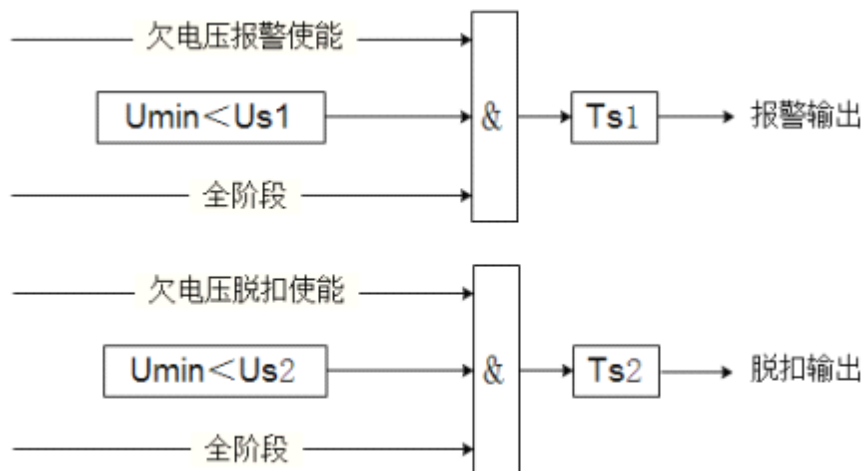 欠电压报警使能
Umin＜Us1
&
Ts1
报警输出
全阶段
欠电压脱扣使能
Umin＜Us2
&
Ts2
脱扣输出
全阶段